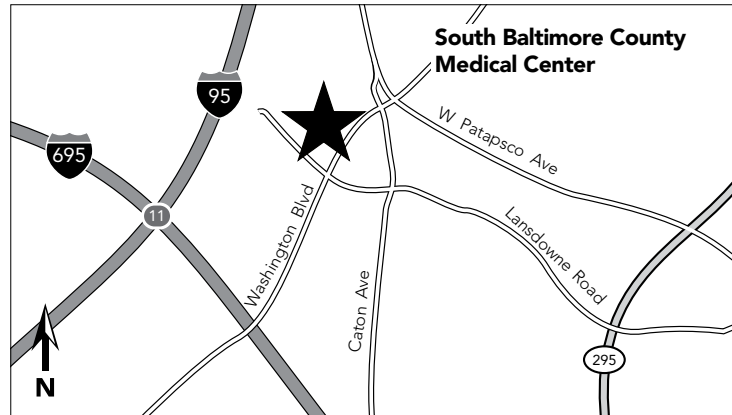 South Baltimore County
Medical Center
95
695
W Patapsco Ave
11
Washington Blvd
Lansdowne Road
Caton Ave
295
N